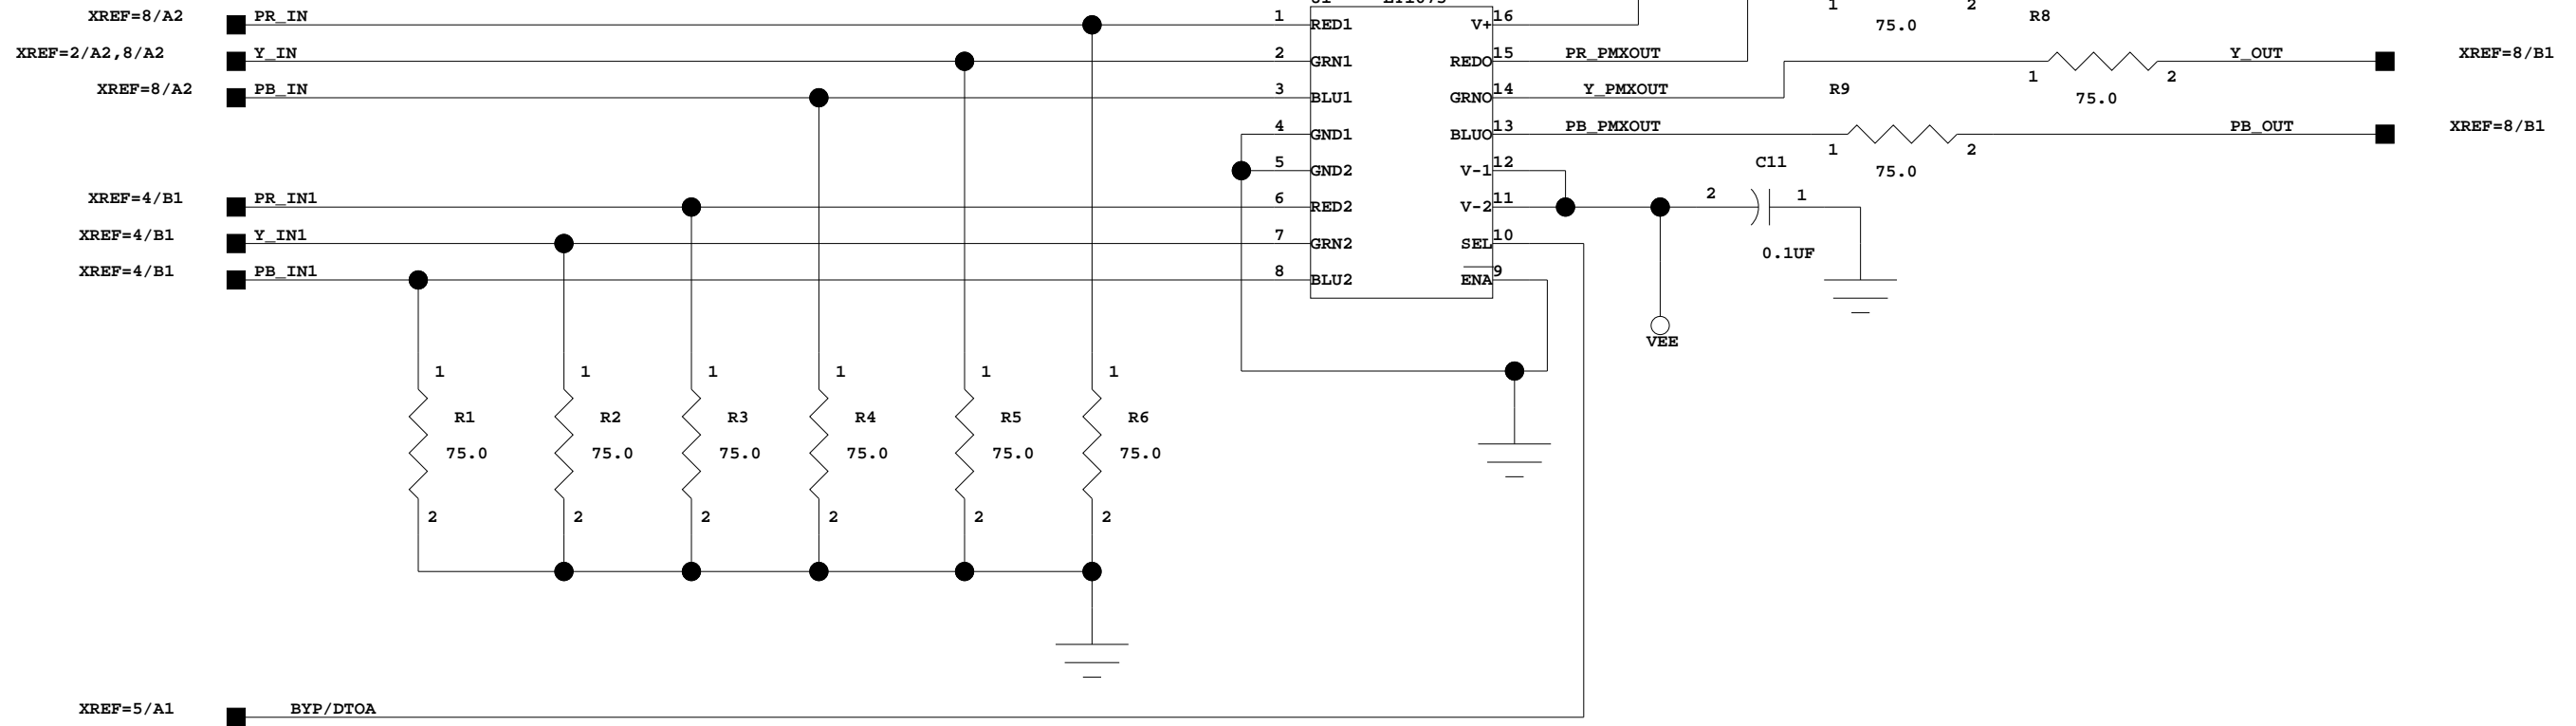 XREF=8/A2 PR_IN 1 RED1 V+ 16 1 75.0 2 R8
XREF=2/A2,8/A2 Y_IN 2 GRN1 REDO 15 PR_PMXOUT 1 75.0 2 Y_OUT XREF=8/B1
XREF=8/A2 PB_IN 3 BLU1 GRNO 14 Y_PMXOUT R9
4 GND1 BLUO 13 PB_PMXOUT 1 75.0 2 PB_OUT XREF=8/B1
5 GND2 V-1 12 C11
XREF=4/B1 PR_IN1 6 RED2 V-2 11 2 1
XREF=4/B1 Y_IN1 7 GRN2 SEL 10 0.1UF
XREF=4/B1 PB_IN1 8 BLU2 ENA 9
VEE
1 1 1 1 1 1
R1 R2 R3 R4 R5 R6
75.0 75.0 75.0 75.0 75.0 75.0
2 2 2 2 2 2
XREF=5/A1 BYP/DTOA